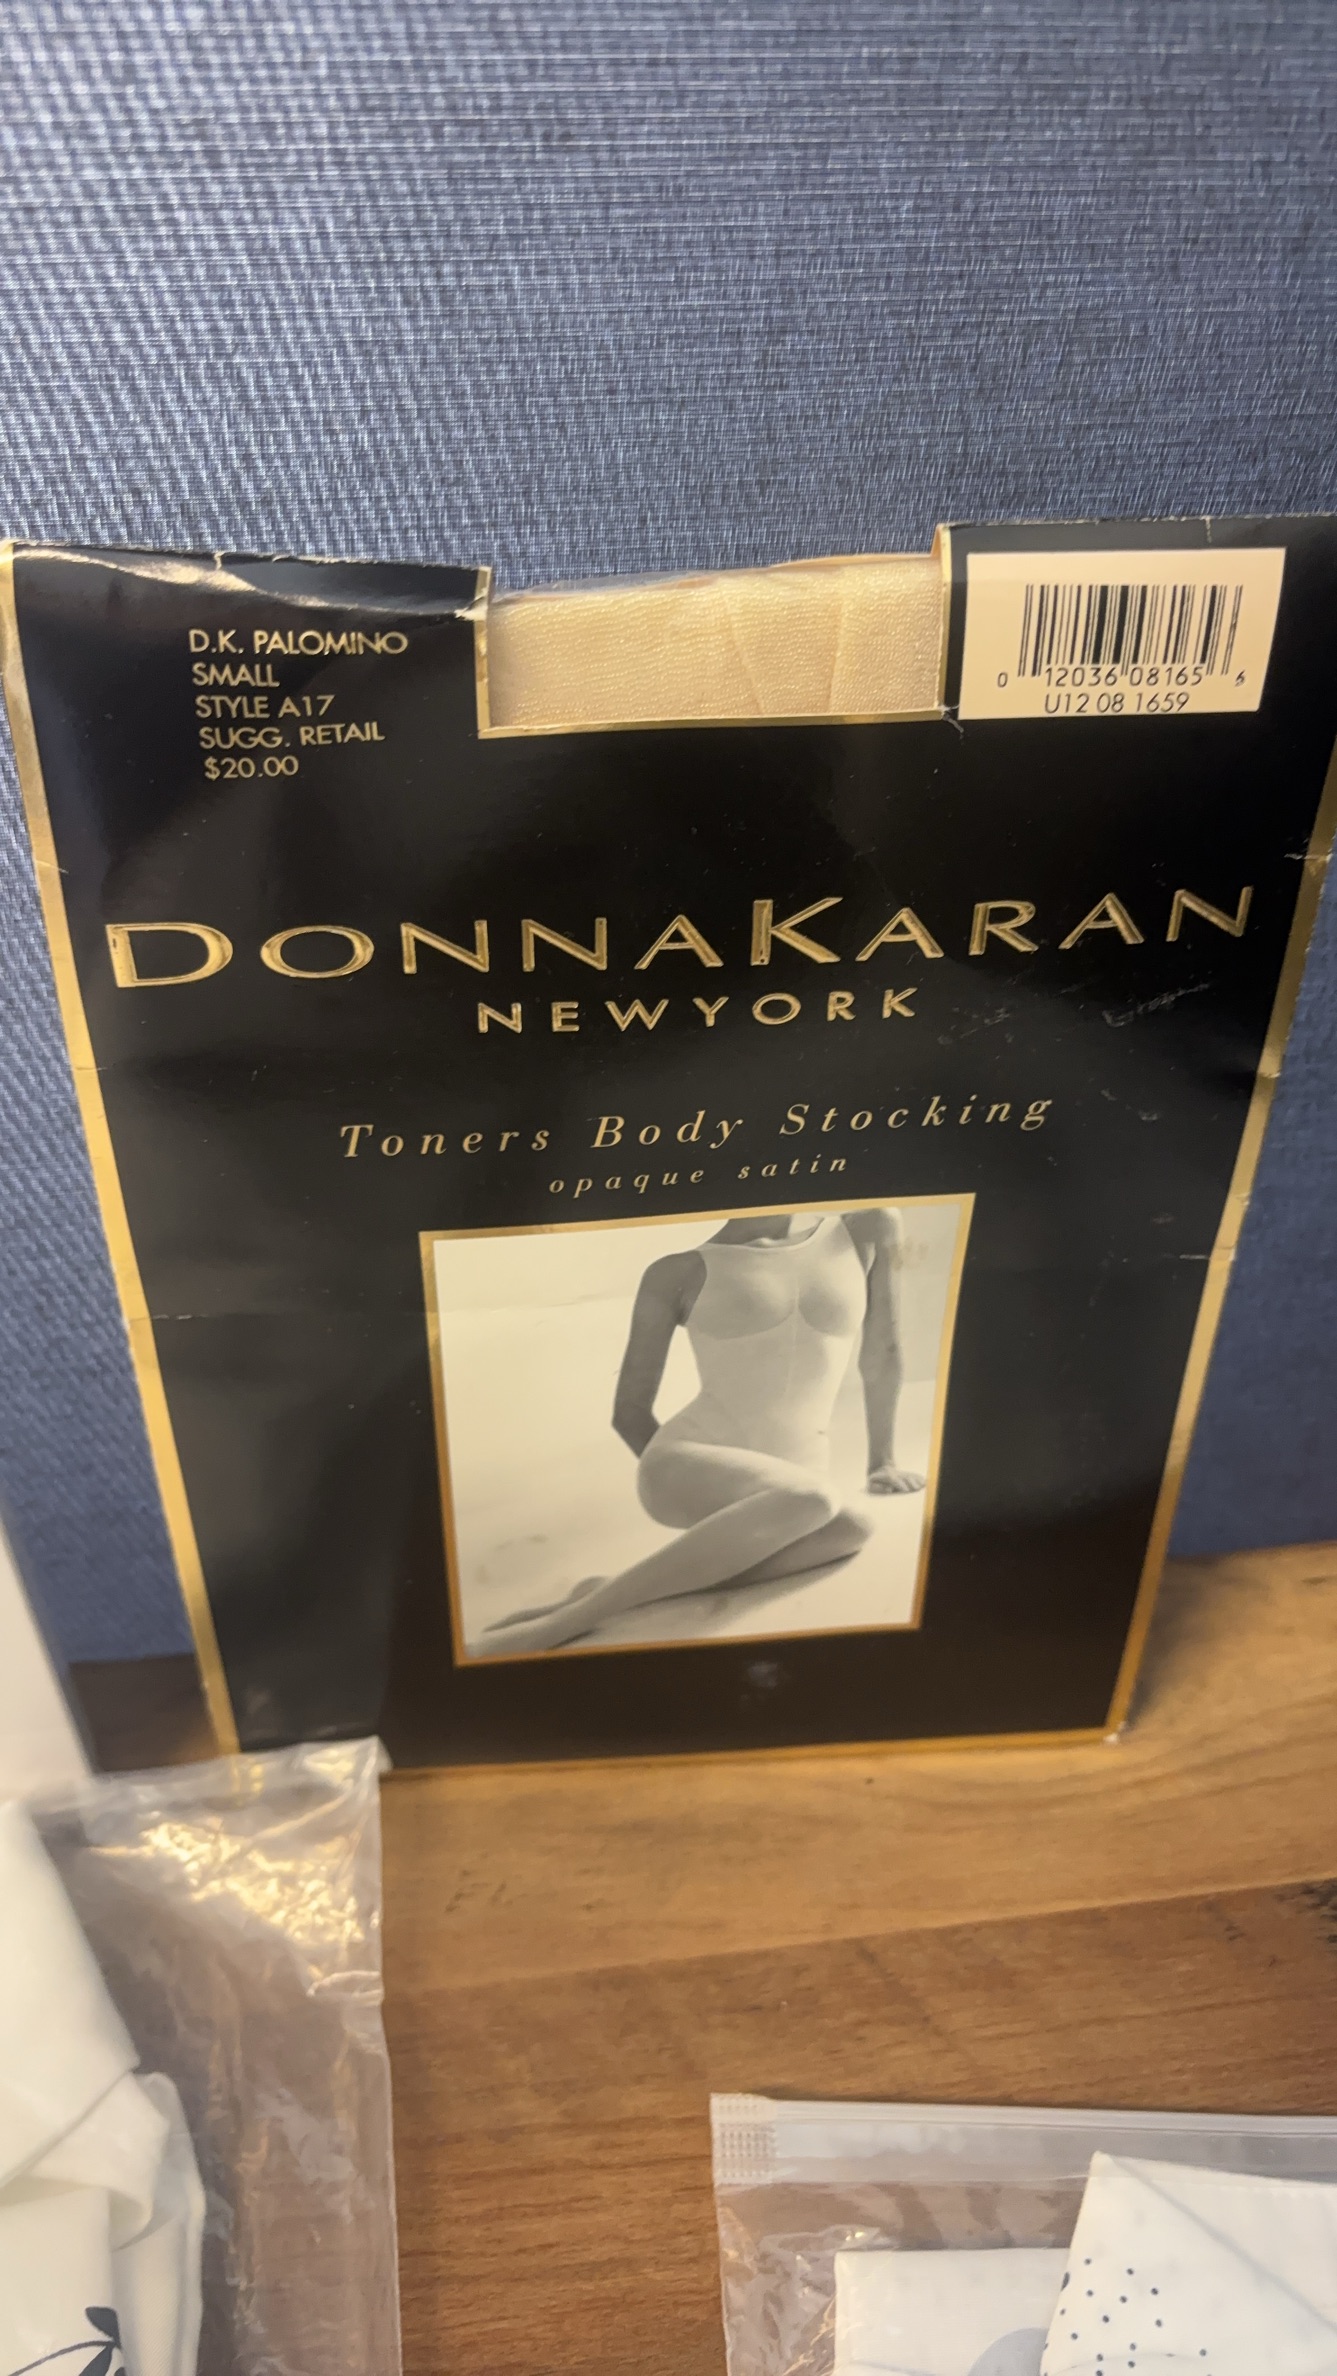 D.K. PALOMINO
SMALL
STYLE A17
SUGG. RETAIL
$20.00
0 12036 08165 6
U12 08 1659
DONNAKARAN
NEWYORK
Toners Body Stocking
opaque satin